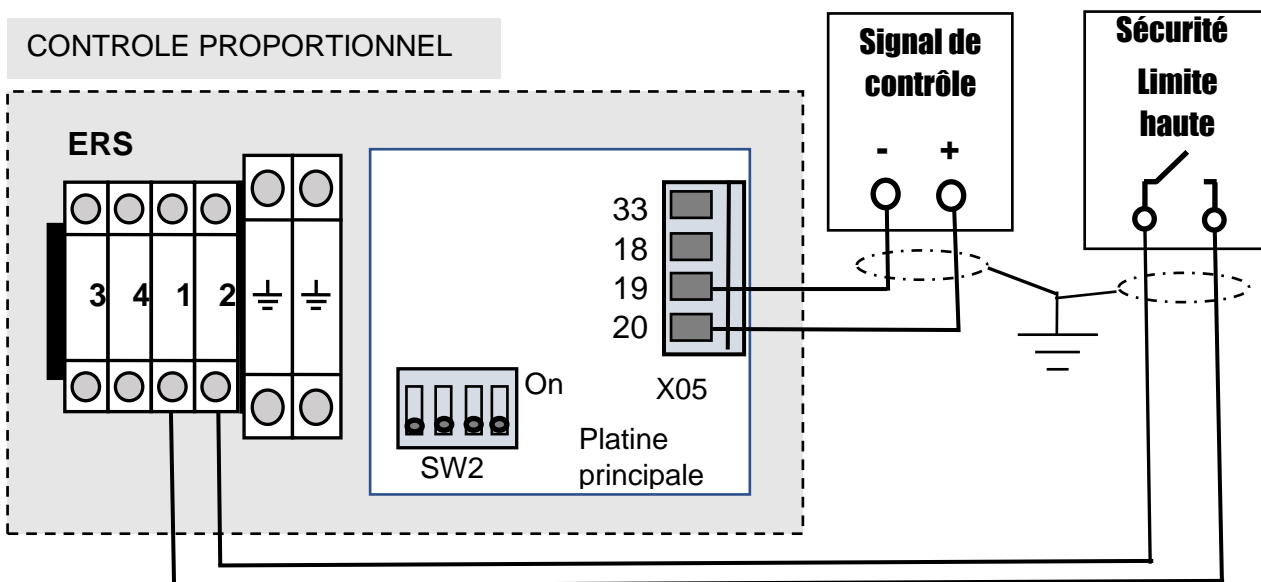 CONTROLE PROPORTIONNEL
Signal de
contrôle
- +
Sécurité
Limite
haute
ERS
3 4 1 2
33
18
19
20
X05
On
SW2
Platine
principale